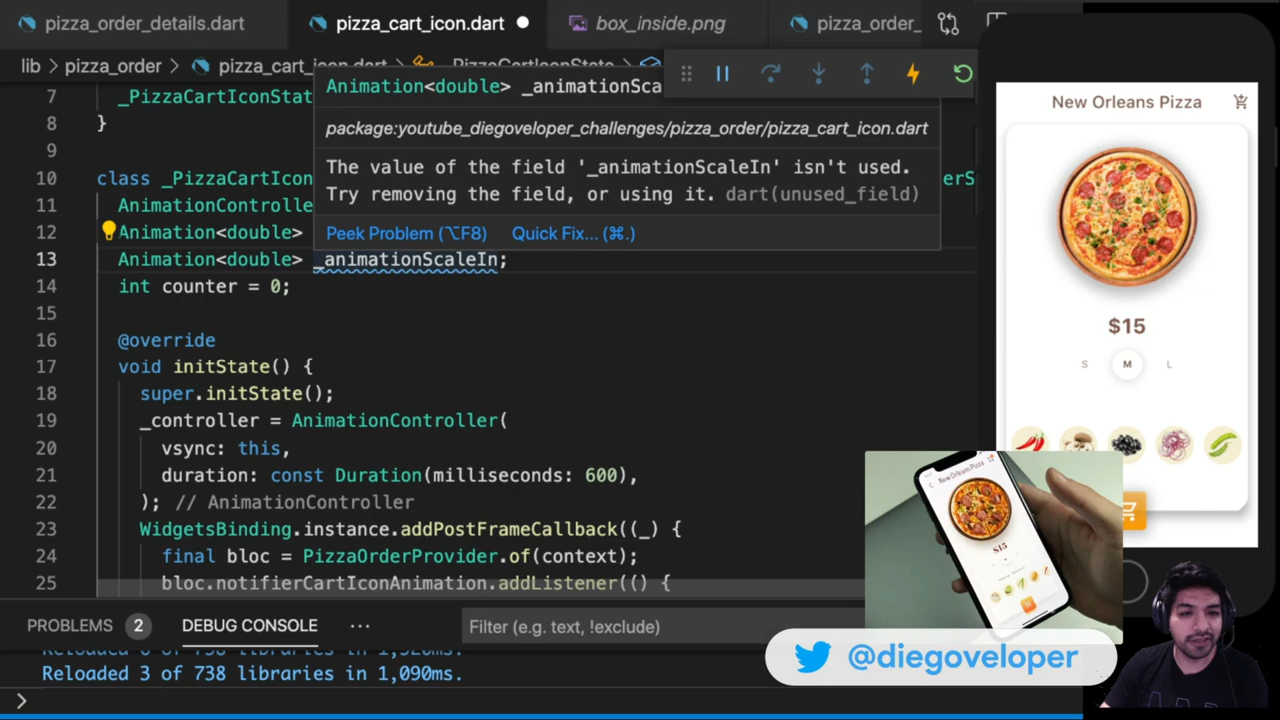 pizza_order_details.dart
pizza_cart_icon.dart
box_inside.png
pizza_order_
lib > pizza_order > pizza_cart_icon.dart > _PizzaCartIconState
Animation<double> _animationSca
package:youtube_diegoveloper_challenges/pizza_order/pizza_cart_icon.dart
The value of the field '_animationScaleIn' isn't used.
Try removing the field, or using it. dart(unused_field)
Peek Problem (⌥F8) Quick Fix... (⌘.)
7 _PizzaCartIconStat
8 }
9
10 class _PizzaCartIcon erS
11 AnimationControlle
12 Animation<double>
13 Animation<double> _animationScaleIn;
14 int counter = 0;
15
16 @override
17 void initState() {
18 super.initState();
19 _controller = AnimationController(
20 vsync: this,
21 duration: const Duration(milliseconds: 600),
22 ); // AnimationController
23 WidgetsBinding.instance.addPostFrameCallback((_) {
24 final bloc = PizzaOrderProvider.of(context);
25 bloc.notifierCartIconAnimation.addListener(() {
PROBLEMS 2 DEBUG CONSOLE ...
Filter (e.g. text, !exclude)
Reloaded 3 of 738 libraries in 1,090ms.
New Orleans Pizza
$15
S M L
New Orleans Pizza
$15
@diegoveloper